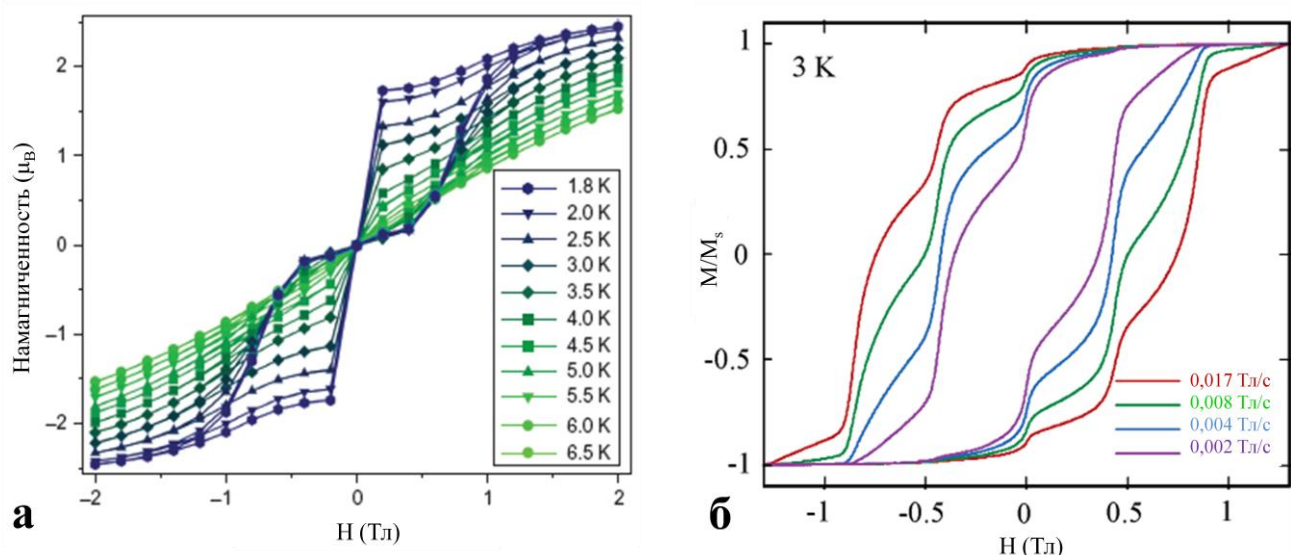 Намагниченность (μB)
2
1
0
−1
−2
1.8 K
2.0 K
2.5 K
3.0 K
3.5 K
4.0 K
4.5 K
5.0 K
5.5 K
6.0 K
6.5 K
−2 −1 0 1 2
H (Тл)
а
3 K
M/Ms
1
0.5
0
-0.5
-1
0,017 Тл/с
0,008 Тл/с
0,004 Тл/с
0,002 Тл/с
-1 -0.5 0 0.5 1
H (Тл)
б